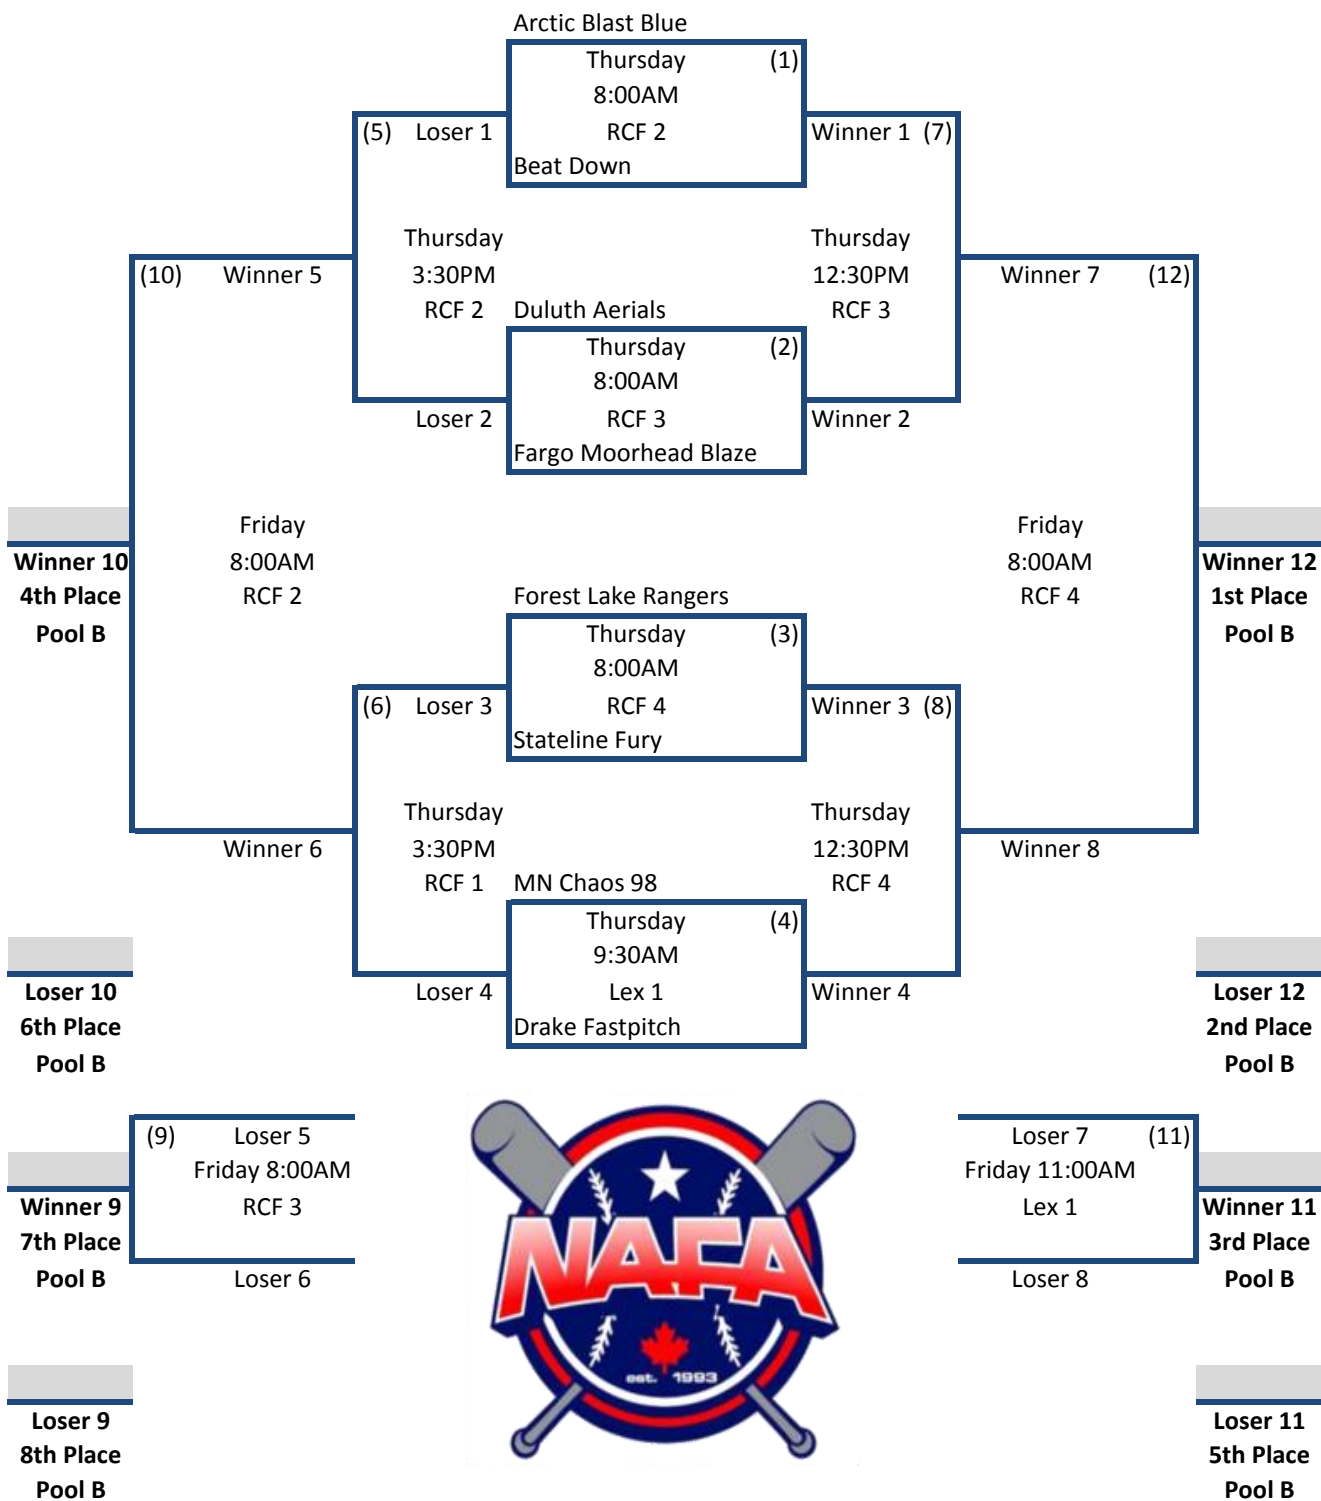 Arctic Blast Blue
Thursday (1)
8:00AM
(5) Loser 1 RCF 2 Winner 1 (7)
Beat Down
Thursday Thursday
(10) Winner 5 3:30PM 12:30PM Winner 7 (12)
RCF 2 Duluth Aerials RCF 3
Thursday (2)
8:00AM
Loser 2 RCF 3 Winner 2
Fargo Moorhead Blaze
Friday Friday
Winner 10 8:00AM 8:00AM Winner 12
4th Place RCF 2 Forest Lake Rangers RCF 4 1st Place
Pool B Thursday (3) Pool B
8:00AM
(6) Loser 3 RCF 4 Winner 3 (8)
Stateline Fury
Thursday Thursday
Winner 6 3:30PM 12:30PM Winner 8
RCF 1 MN Chaos 98 RCF 4
Thursday (4)
9:30AM
Loser 10 Loser 4 Lex 1 Winner 4 Loser 12
6th Place Drake Fastpitch 2nd Place
Pool B Pool B
(9) Loser 5 Loser 7 (11)
Friday 8:00AM Friday 11:00AM
Winner 9 RCF 3 Lex 1 Winner 11
7th Place 3rd Place
Pool B Loser 6 NAFA Loser 8 Pool B
est. 1993
Loser 9 Loser 11
8th Place 5th Place
Pool B Pool B